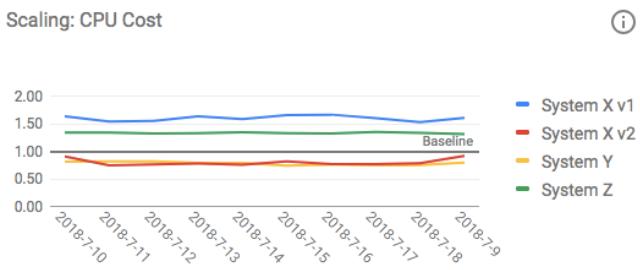 Scaling: CPU Cost
2.00
1.50
1.00
0.50
0.00
Baseline
2018-7-10
2018-7-11
2018-7-12
2018-7-13
2018-7-14
2018-7-15
2018-7-16
2018-7-17
2018-7-18
2018-7-9
System X v1
System X v2
System Y
System Z